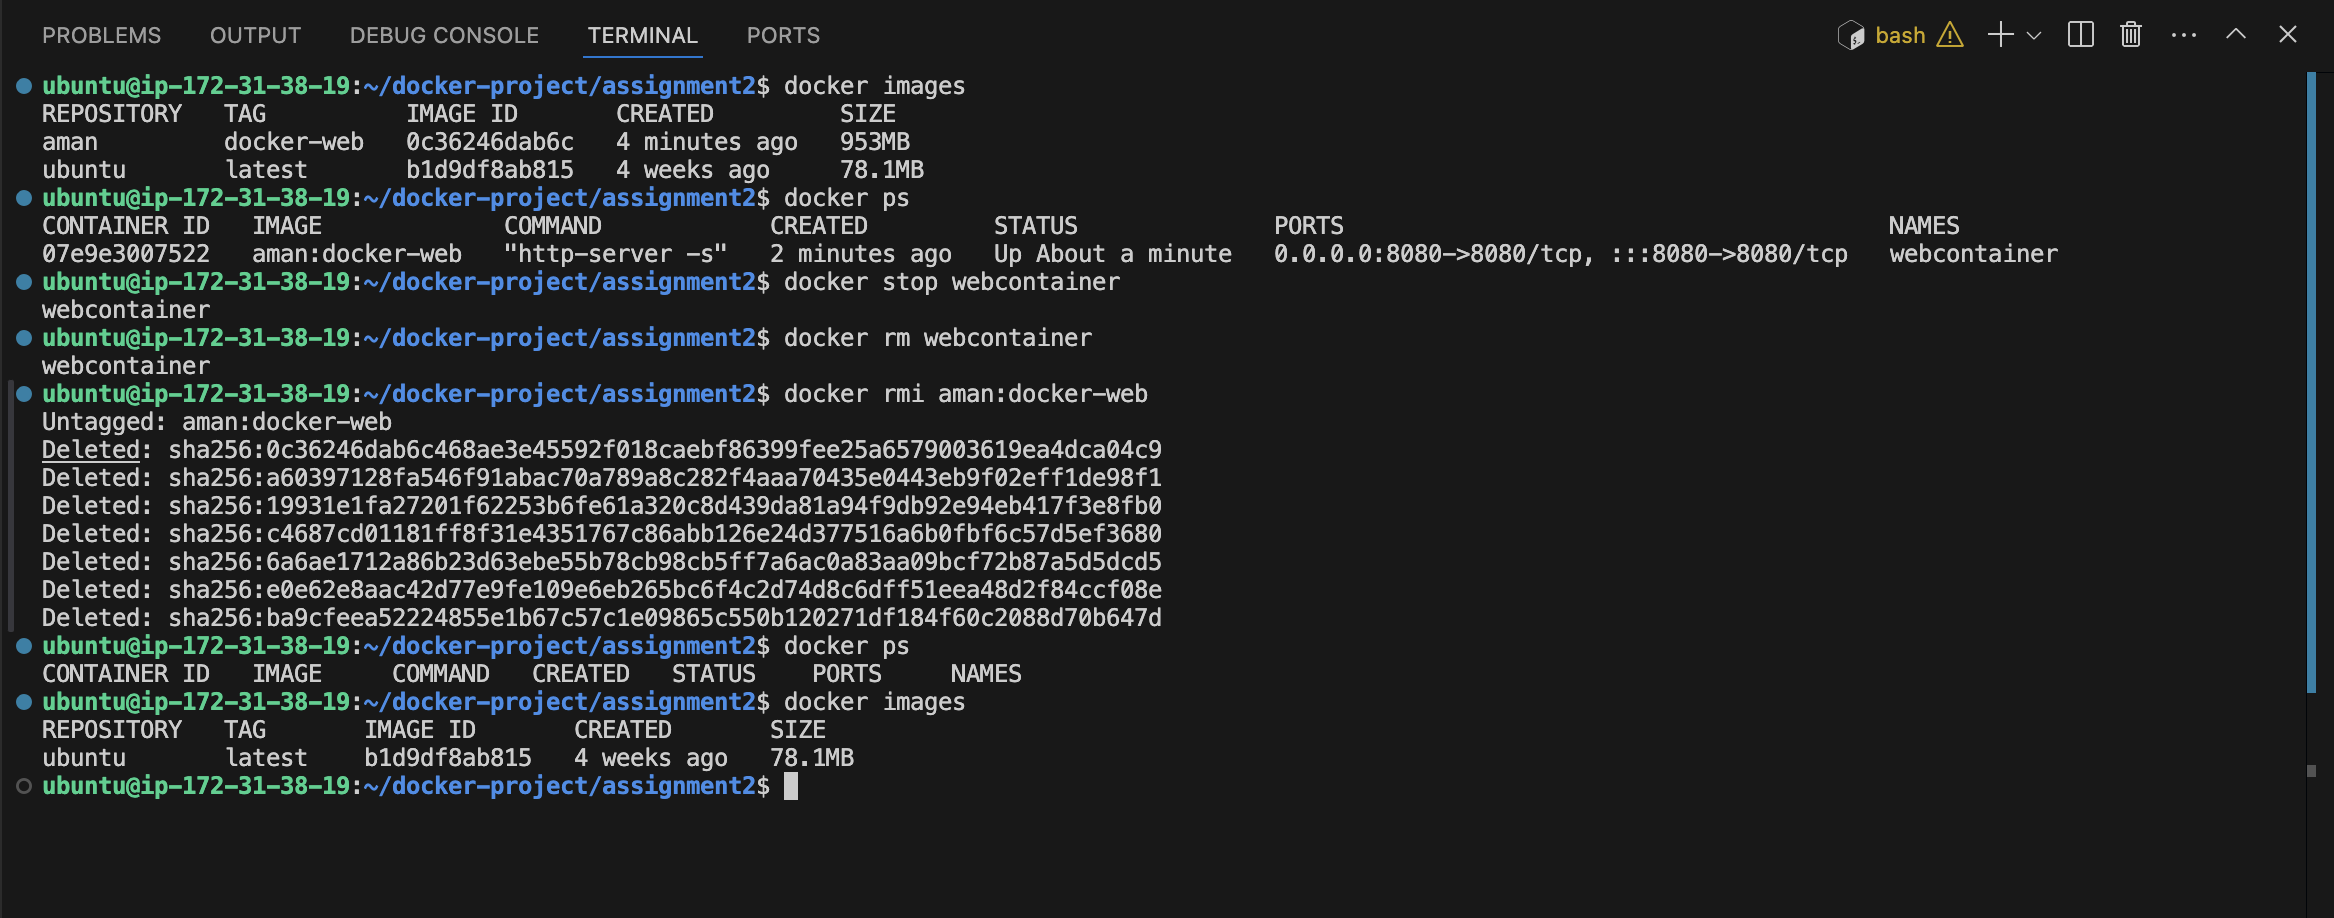 PROBLEMS OUTPUT DEBUG CONSOLE TERMINAL PORTS bash
ubuntu@ip-172-31-38-19:~/docker-project/assignment2$ docker images
REPOSITORY TAG IMAGE ID CREATED SIZE
aman docker-web 0c36246dab6c 4 minutes ago 953MB
ubuntu latest b1d9df8ab815 4 weeks ago 78.1MB
ubuntu@ip-172-31-38-19:~/docker-project/assignment2$ docker ps
CONTAINER ID IMAGE COMMAND CREATED STATUS PORTS NAMES
07e9e3007522 aman:docker-web "http-server -s" 2 minutes ago Up About a minute 0.0.0.0:8080->8080/tcp, :::8080->8080/tcp webcontainer
ubuntu@ip-172-31-38-19:~/docker-project/assignment2$ docker stop webcontainer
webcontainer
ubuntu@ip-172-31-38-19:~/docker-project/assignment2$ docker rm webcontainer
webcontainer
ubuntu@ip-172-31-38-19:~/docker-project/assignment2$ docker rmi aman:docker-web
Untagged: aman:docker-web
Deleted: sha256:0c36246dab6c468ae3e45592f018caebf86399fee25a6579003619ea4dca04c9
Deleted: sha256:a60397128fa546f91abac70a789a8c282f4aaa70435e0443eb9f02eff1de98f1
Deleted: sha256:19931e1fa27201f62253b6fe61a320c8d439da81a94f9db92e94eb417f3e8fb0
Deleted: sha256:c4687cd01181ff8f31e4351767c86abb126e24d377516a6b0fbf6c57d5ef3680
Deleted: sha256:6a6ae1712a86b23d63ebe55b78cb98cb5ff7a6ac0a83aa09bcf72b87a5d5dcd5
Deleted: sha256:e0e62e8aac42d77e9fe109e6eb265bc6f4c2d74d8c6dff51eea48d2f84ccf08e
Deleted: sha256:ba9cfeea52224855e1b67c57c1e09865c550b120271df184f60c2088d70b647d
ubuntu@ip-172-31-38-19:~/docker-project/assignment2$ docker ps
CONTAINER ID IMAGE COMMAND CREATED STATUS PORTS NAMES
ubuntu@ip-172-31-38-19:~/docker-project/assignment2$ docker images
REPOSITORY TAG IMAGE ID CREATED SIZE
ubuntu latest b1d9df8ab815 4 weeks ago 78.1MB
ubuntu@ip-172-31-38-19:~/docker-project/assignment2$